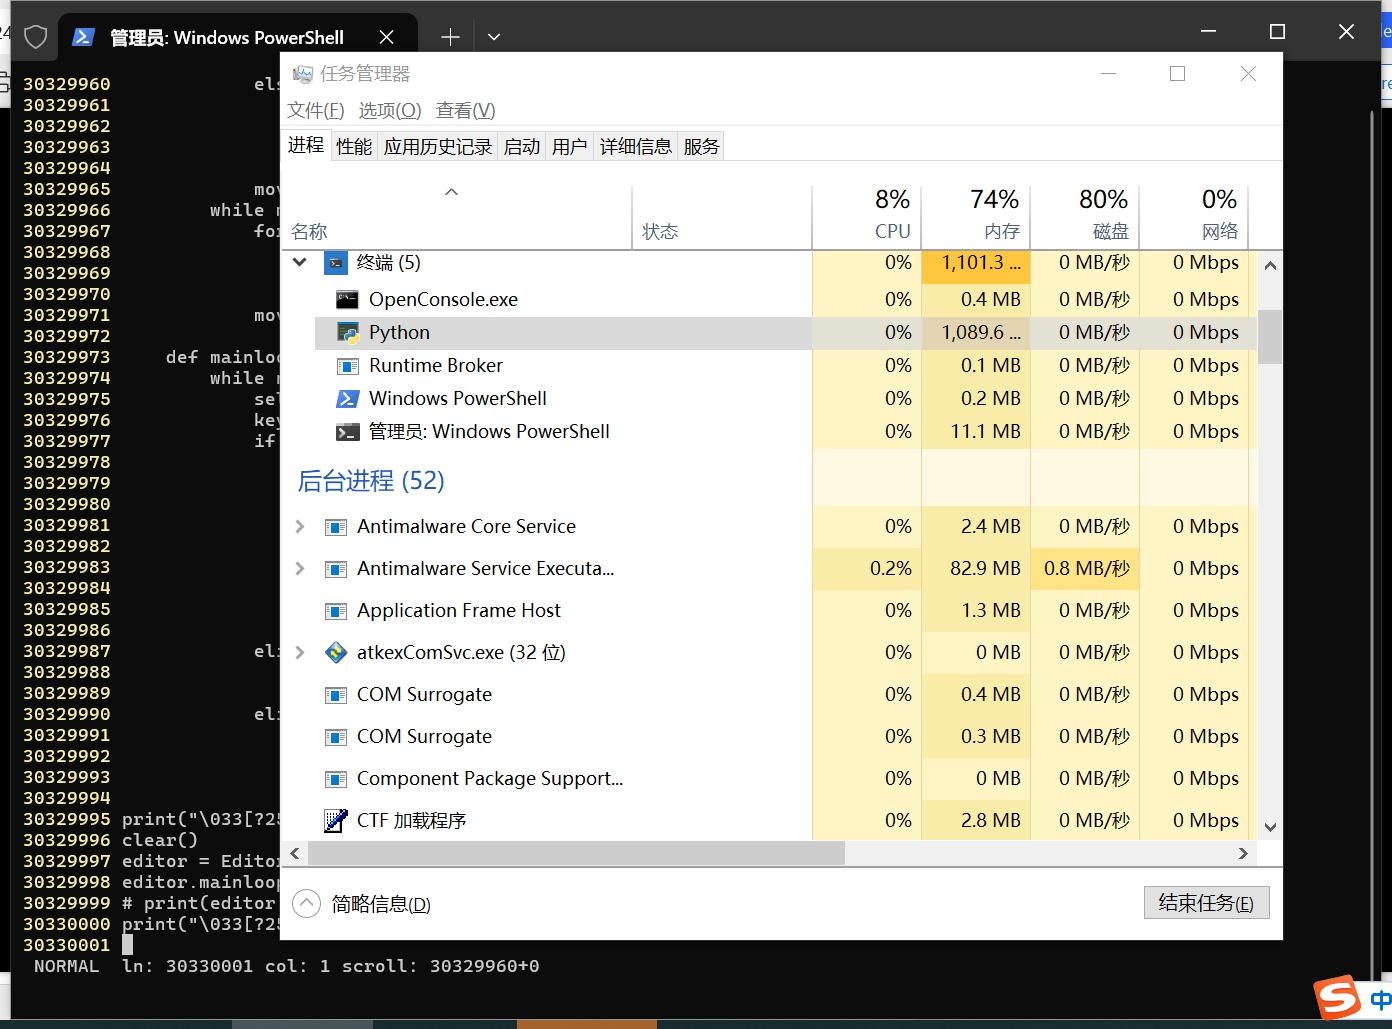 管理员: Windows PowerShell
任务管理器
文件(F) 选项(O) 查看(V)
进程 性能 应用历史记录 启动 用户 详细信息 服务
8% 74% 80% 0%
名称 状态 CPU 内存 磁盘 网络
终端 (5) 0% 1,101.3 ... 0 MB/秒 0 Mbps
OpenConsole.exe 0% 0.4 MB 0 MB/秒 0 Mbps
Python 0% 1,089.6 ... 0 MB/秒 0 Mbps
Runtime Broker 0% 0.1 MB 0 MB/秒 0 Mbps
Windows PowerShell 0% 0.2 MB 0 MB/秒 0 Mbps
管理员: Windows PowerShell 0% 11.1 MB 0 MB/秒 0 Mbps
后台进程 (52)
Antimalware Core Service 0% 2.4 MB 0 MB/秒 0 Mbps
Antimalware Service Executa... 0.2% 82.9 MB 0.8 MB/秒 0 Mbps
Application Frame Host 0% 1.3 MB 0 MB/秒 0 Mbps
atkexComSvc.exe (32 位) 0% 0 MB 0 MB/秒 0 Mbps
COM Surrogate 0% 0.4 MB 0 MB/秒 0 Mbps
COM Surrogate 0% 0.3 MB 0 MB/秒 0 Mbps
Component Package Support... 0% 0 MB 0 MB/秒 0 Mbps
CTF 加载程序 0% 2.8 MB 0 MB/秒 0 Mbps
简略信息(D) 结束任务(E)
30329960 els
30329961
30329962
30329963
30329964
30329965 mov
30329966 while
30329967 for
30329968
30329969
30329970
30329971 mov
30329972
30329973 def mainloo
30329974 while
30329975 sel
30329976 key
30329977 if
30329978
30329979
30329980
30329981
30329982
30329983
30329984
30329985
30329986
30329987 eli
30329988
30329989
30329990 eli
30329991
30329992
30329993
30329994
30329995 print("\033[?25
30329996 clear()
30329997 editor = Edito
30329998 editor.mainloop
30329999 # print(editor
30330000 print("\033[?25
30330001
NORMAL ln: 30330001 col: 1 scroll: 30329960+0
S 中